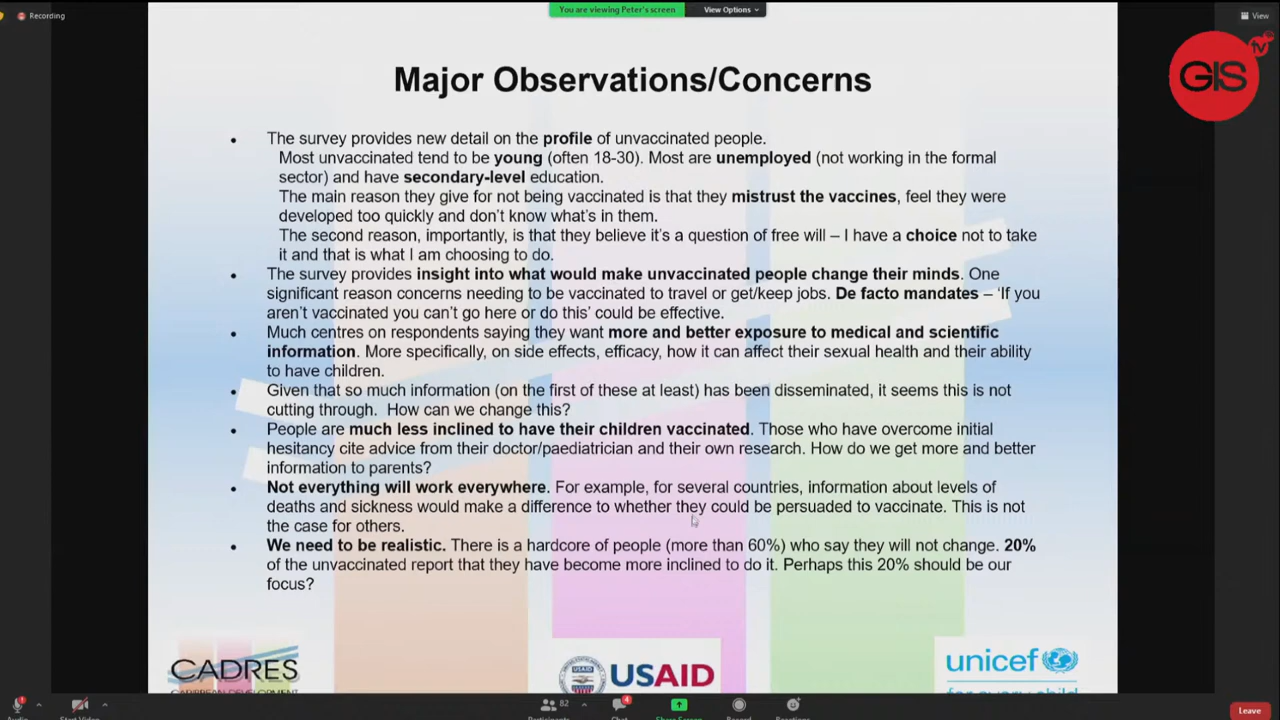 Recording
You are viewing Peter's screen
View Options
View
GIS
tv
Major Observations/Concerns
• The survey provides new detail on the profile of unvaccinated people.
Most unvaccinated tend to be young (often 18-30). Most are unemployed (not working in the formal
sector) and have secondary-level education.
The main reason they give for not being vaccinated is that they mistrust the vaccines, feel they were
developed too quickly and don't know what's in them.
The second reason, importantly, is that they believe it's a question of free will – I have a choice not to take
it and that is what I am choosing to do.
• The survey provides insight into what would make unvaccinated people change their minds. One
significant reason concerns needing to be vaccinated to travel or get/keep jobs. De facto mandates – 'If you
aren't vaccinated you can't go here or do this' could be effective.
• Much centres on respondents saying they want more and better exposure to medical and scientific
information. More specifically, on side effects, efficacy, how it can affect their sexual health and their ability
to have children.
• Given that so much information (on the first of these at least) has been disseminated, it seems this is not
cutting through. How can we change this?
• People are much less inclined to have their children vaccinated. Those who have overcome initial
hesitancy cite advice from their doctor/paediatrician and their own research. How do we get more and better
information to parents?
• Not everything will work everywhere. For example, for several countries, information about levels of
deaths and sickness would make a difference to whether they could be persuaded to vaccinate. This is not
the case for others.
• We need to be realistic. There is a hardcore of people (more than 60%) who say they will not change. 20%
of the unvaccinated report that they have become more inclined to do it. Perhaps this 20% should be our
focus?
CADRES
CARIBBEAN DEVELOPMENT
USAID
USAID
unicef
for every child
Audio
Start Video
82
Participants
4
Chat
Share Screen
Record
Reactions
Leave